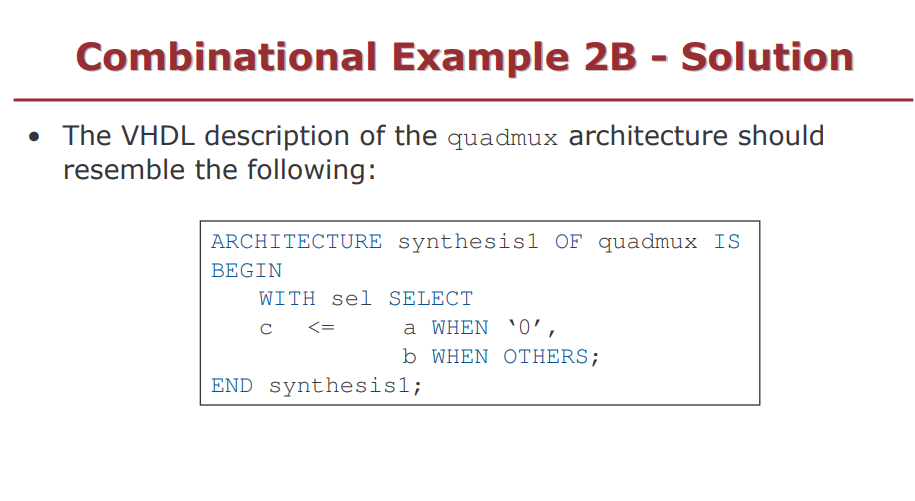 Combinational Example 2B - Solution
• The VHDL description of the quadmux architecture should
resemble the following:
ARCHITECTURE synthesis1 OF quadmux IS
BEGIN
WITH sel SELECT
c <= a WHEN ‘0’,
b WHEN OTHERS;
END synthesis1;